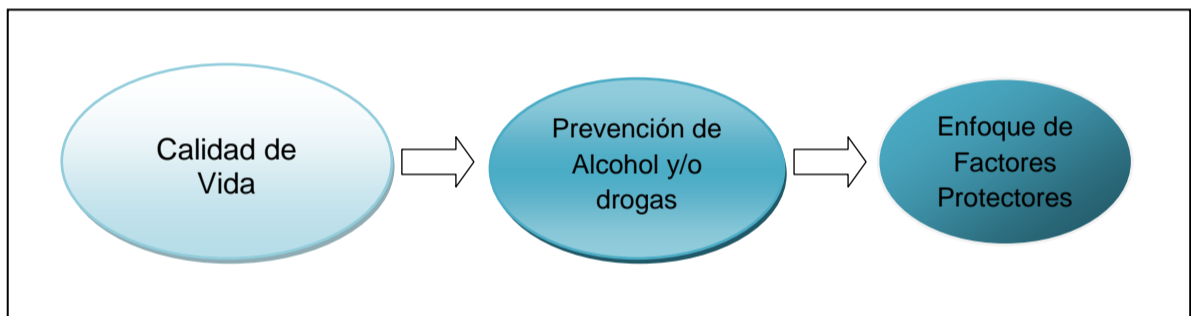 Calidad de
Vida
Prevención de
Alcohol y/o
drogas
Enfoque de
Factores
Protectores